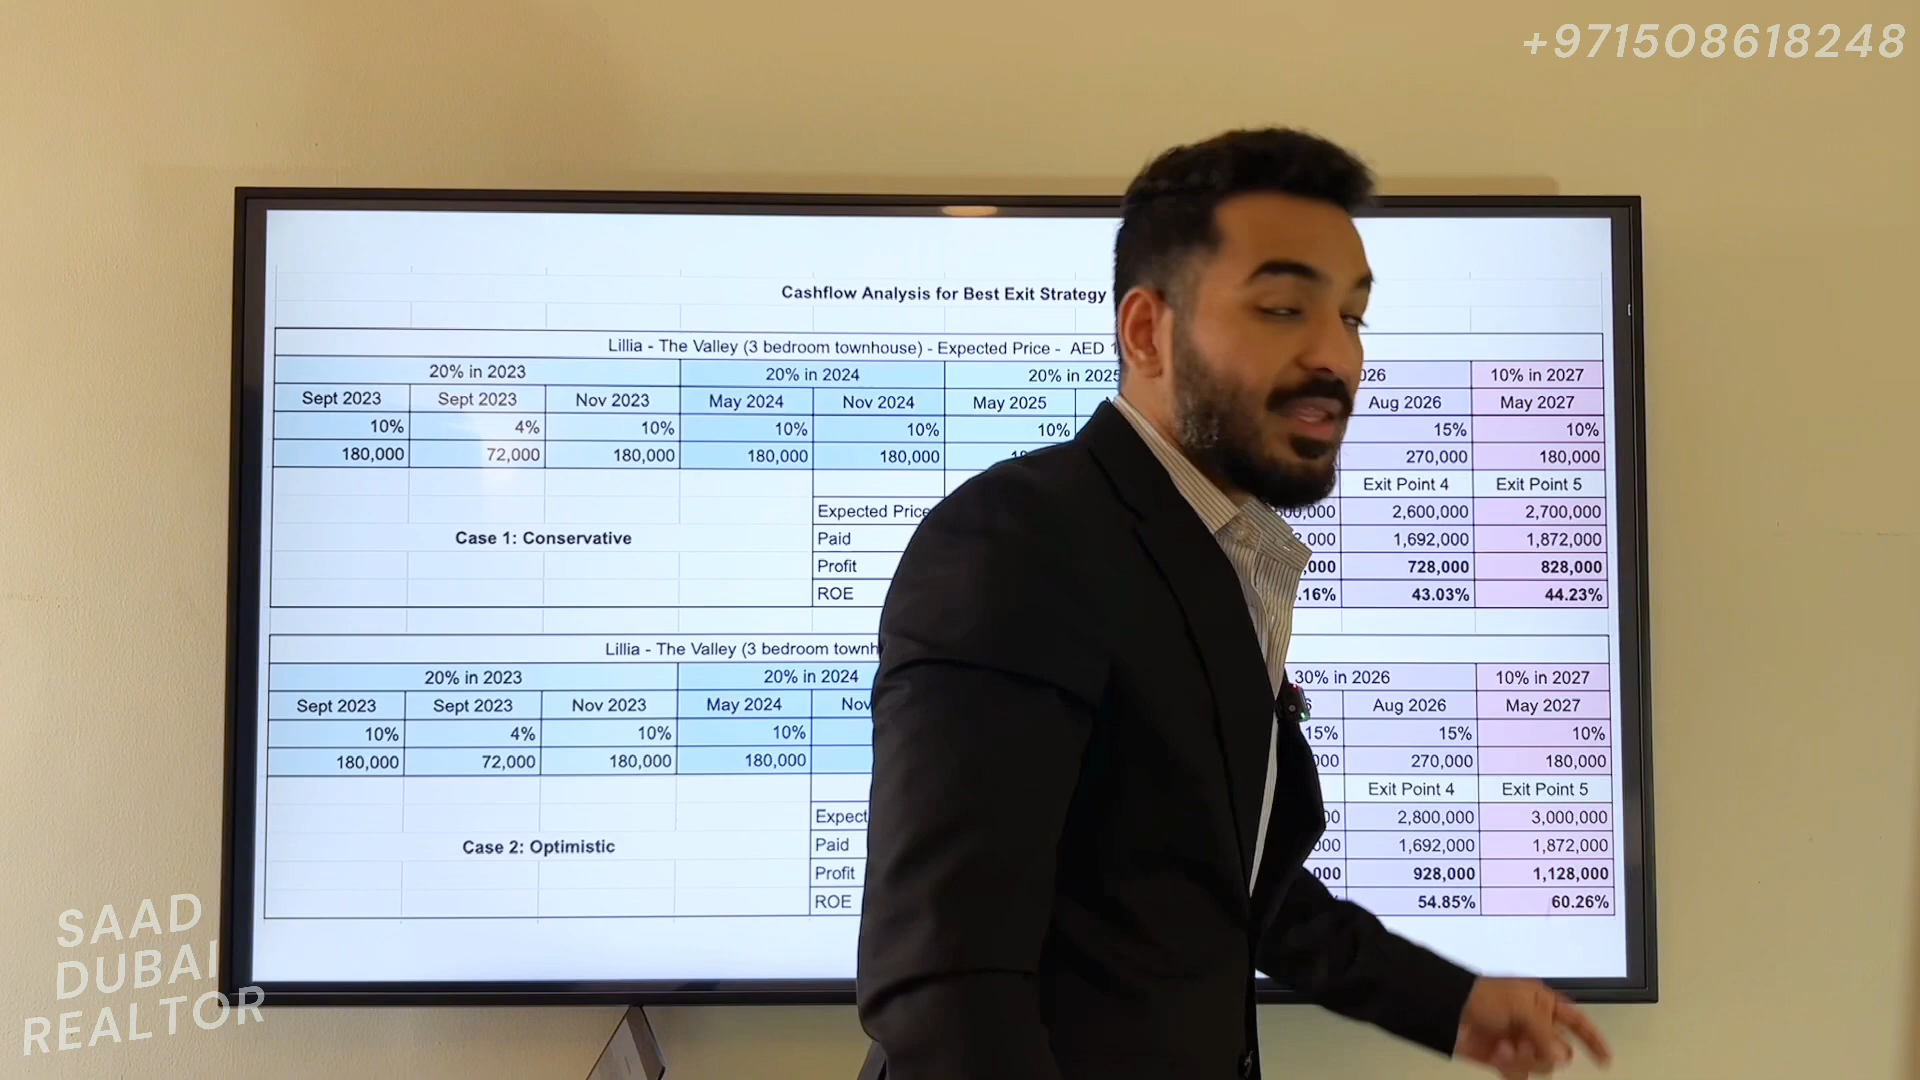 +971508618248
Cashflow Analysis for Best Exit Strategy
Lillia - The Valley (3 bedroom townhouse) - Expected Price - AED
20% in 2023 20% in 2024 20% in 2025 10% in 2027
Sept 2023 Sept 2023 Nov 2023 May 2024 Nov 2024 May 2025 Aug 2026 May 2027
10% 4% 10% 10% 10% 10% 15% 10%
180,000 72,000 180,000 180,000 180,000 270,000 180,000
Exit Point 4 Exit Point 5
Expected Price 2,600,000 2,700,000
Case 1: Conservative
Paid 1,692,000 1,872,000
Profit 728,000 828,000
ROE 43.03% 44.23%
Lillia - The Valley (3 bedroom
20% in 2023 20% in 2024 30% in 2026 10% in 2027
Sept 2023 Sept 2023 Nov 2023 May 2024 Nov Aug 2026 May 2027
10% 4% 10% 10% 15% 15% 10%
180,000 72,000 180,000 180,000 270,000 180,000
Exit Point 4 Exit Point 5
2,800,000 3,000,000
Case 2: Optimistic
Paid 1,692,000 1,872,000
Profit 928,000 1,128,000
ROE 54.85% 60.26%
SAAD
DUBAI
REALTOR